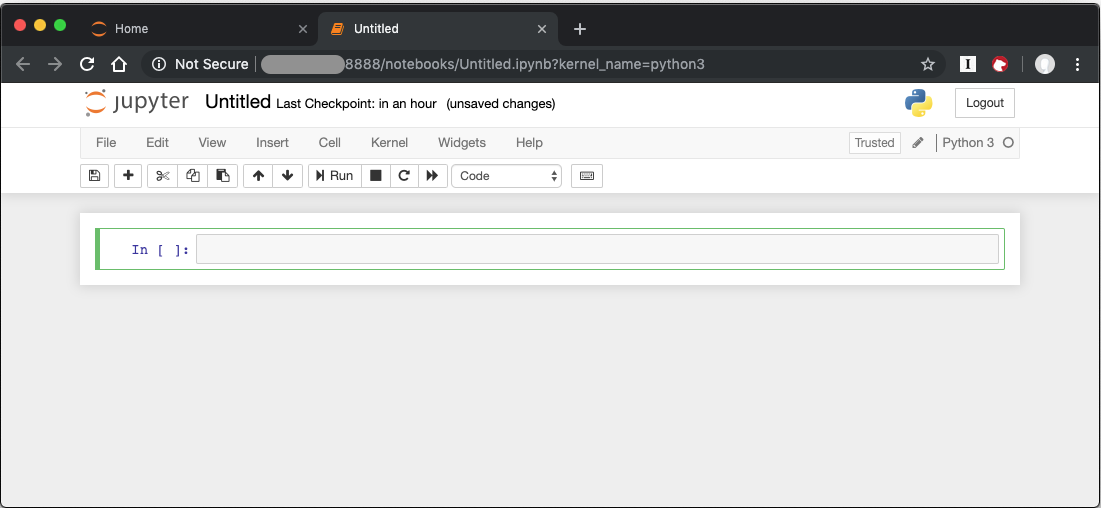 Home Untitled
Not Secure 8888/notebooks/Untitled.ipynb?kernel_name=python3 I
jupyter Untitled Last Checkpoint: in an hour (unsaved changes) Logout
File Edit View Insert Cell Kernel Widgets Help Trusted Python 3
Run Code
In [ ]: